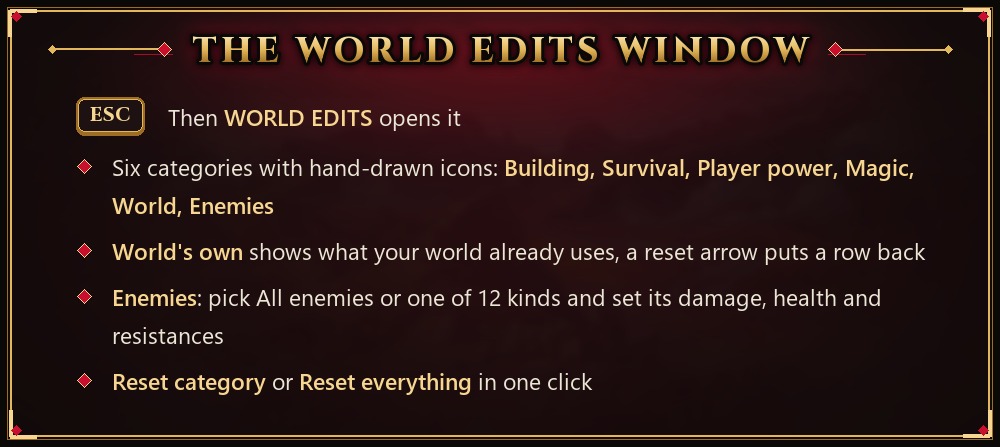 THE WORLD EDITS WINDOW
ESC Then WORLD EDITS opens it
Six categories with hand-drawn icons: Building, Survival, Player power, Magic,
World, Enemies
World's own shows what your world already uses, a reset arrow puts a row back
Enemies: pick All enemies or one of 12 kinds and set its damage, health and
resistances
Reset category or Reset everything in one click